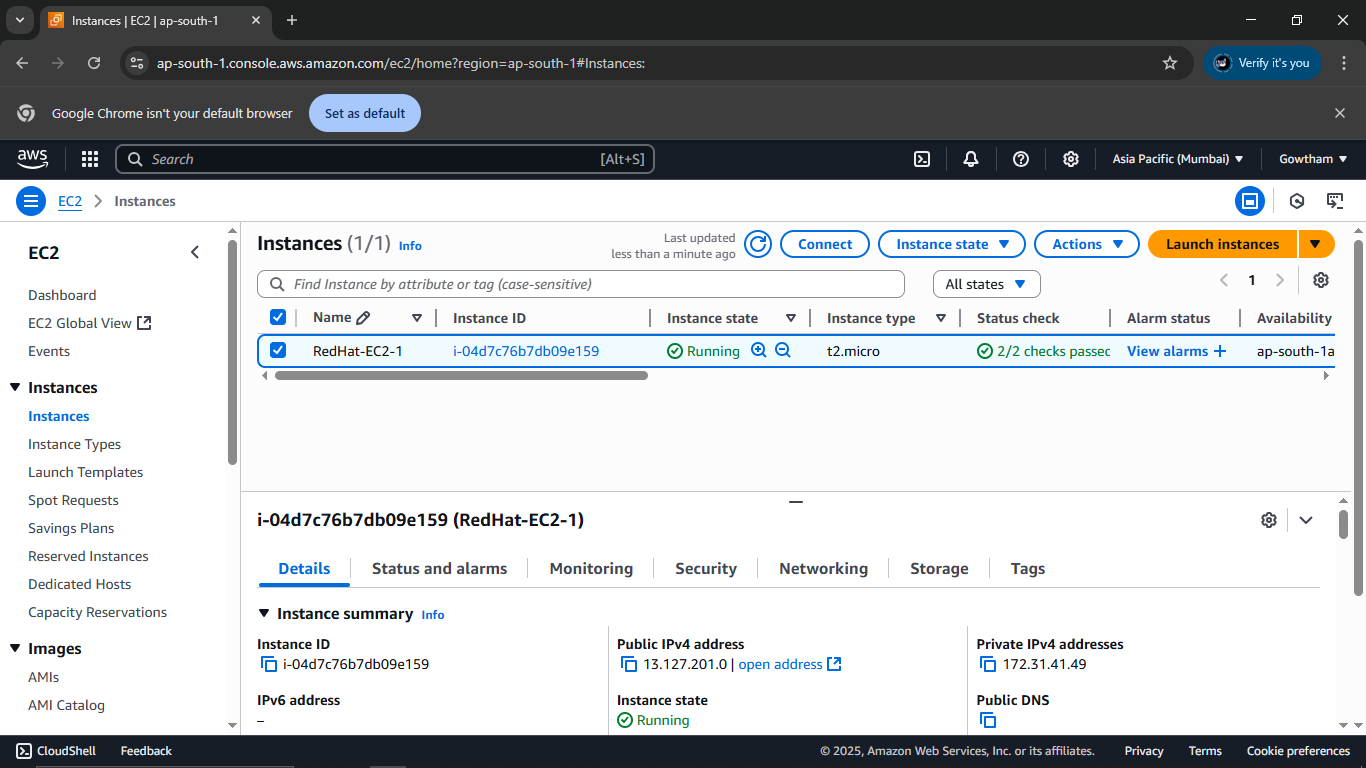 Instances | EC2 | ap-south-1
ap-south-1.console.aws.amazon.com/ec2/home?region=ap-south-1#Instances:
Verify it's you
Google Chrome isn't your default browser
Set as default
aws
Search
[Alt+S]
Asia Pacific (Mumbai)
Gowtham
EC2
Instances
EC2
Dashboard
EC2 Global View
Events
Instances
Instances
Instance Types
Launch Templates
Spot Requests
Savings Plans
Reserved Instances
Dedicated Hosts
Capacity Reservations
Images
AMIs
AMI Catalog
Instances (1/1) Info
Last updated
less than a minute ago
Connect
Instance state
Actions
Launch instances
Find Instance by attribute or tag (case-sensitive)
All states
1
Name Instance ID Instance state Instance type Status check Alarm status Availability
RedHat-EC2-1 i-04d7c76b7db09e159 Running t2.micro 2/2 checks passed View alarms + ap-south-1a
i-04d7c76b7db09e159 (RedHat-EC2-1)
Details Status and alarms Monitoring Security Networking Storage Tags
Instance summary Info
Instance ID
i-04d7c76b7db09e159
Public IPv4 address
13.127.201.0 | open address
Private IPv4 addresses
172.31.41.49
IPv6 address
–
Instance state
Running
Public DNS
CloudShell
Feedback
© 2025, Amazon Web Services, Inc. or its affiliates.
Privacy
Terms
Cookie preferences